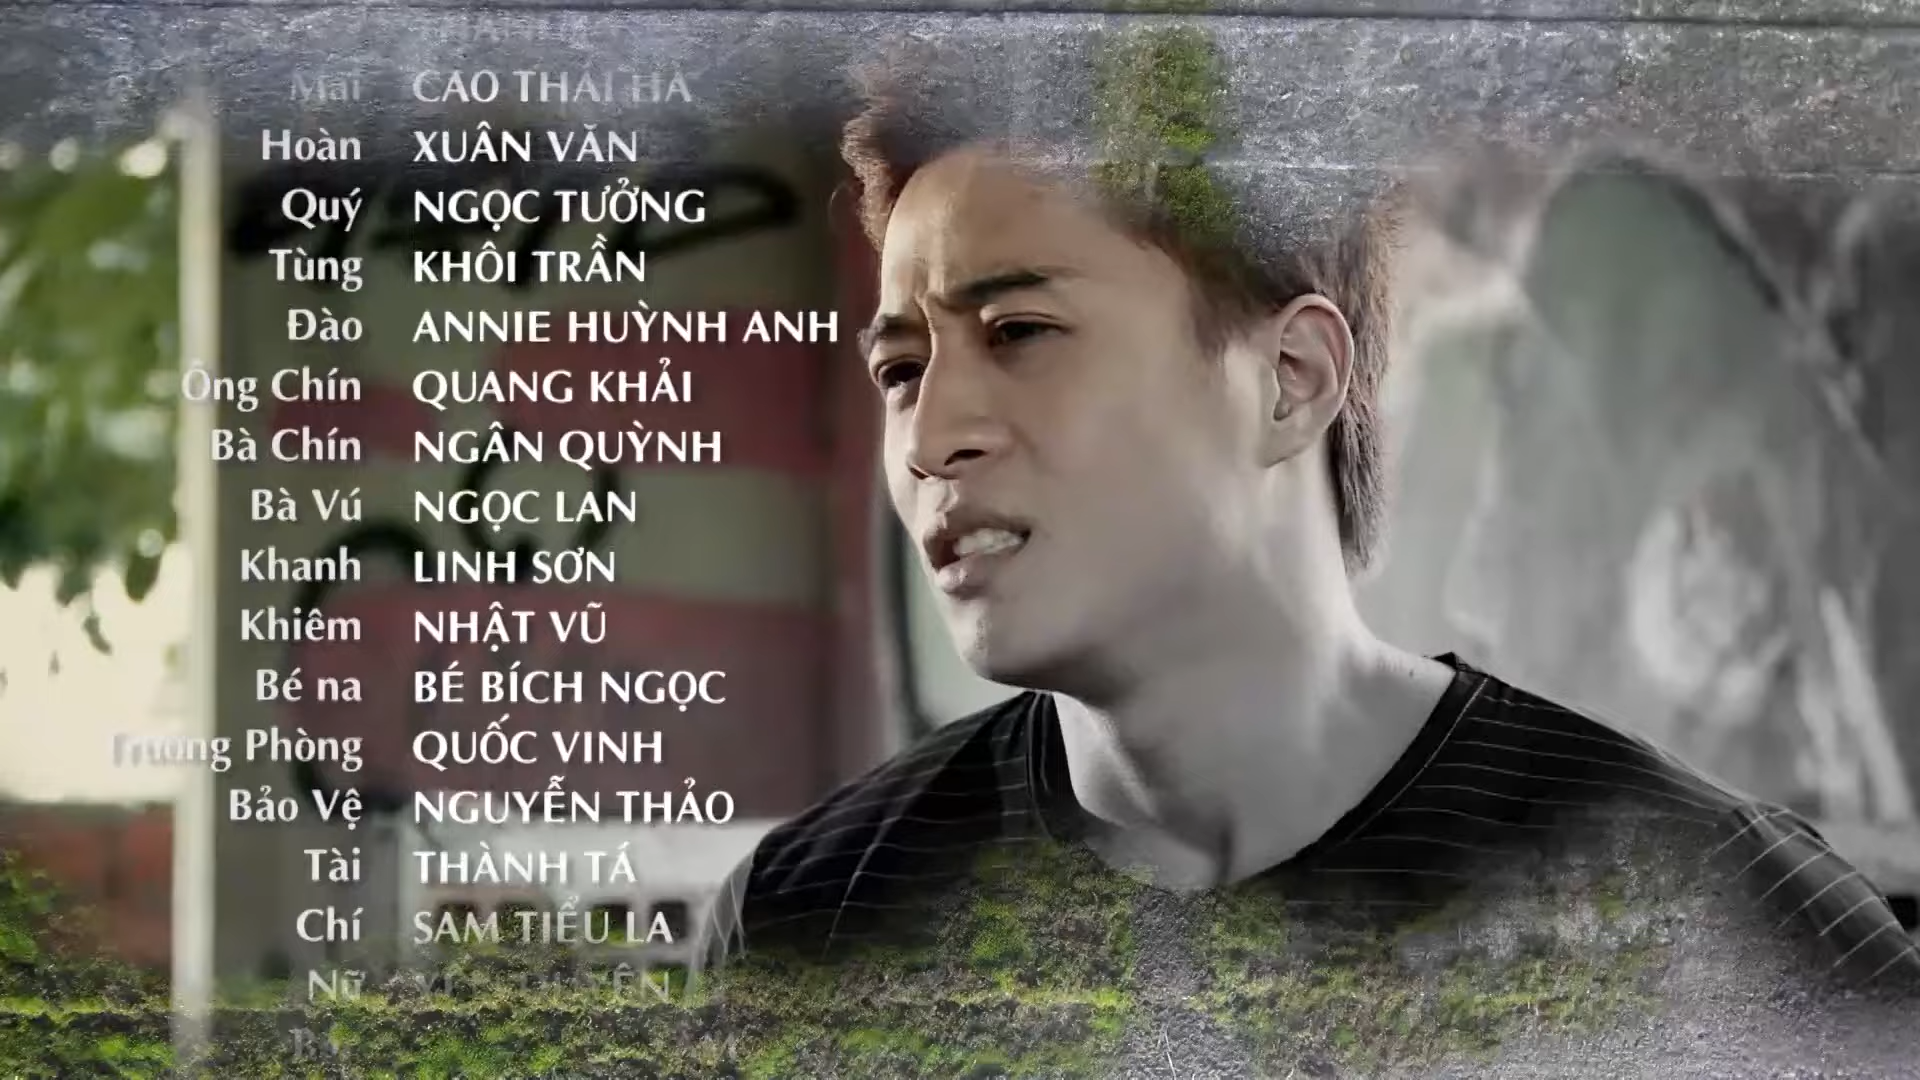 Mai CAO THÁI HÀ
Hoàn XUÂN VĂN
Quý NGỌC TƯỞNG
Tùng KHÔI TRẦN
Đào ANNIE HUỲNH ANH
Ông Chín QUANG KHẢI
Bà Chín NGÂN QUỲNH
Bà Vú NGỌC LAN
Khanh LINH SƠN
Khiêm NHẬT VŨ
Bé na BÉ BÍCH NGỌC
Trưởng Phòng QUỐC VINH
Bảo Vệ NGUYỄN THẢO
Tài THÀNH TÁ
Chí SAM TIỂU LA
Nữ